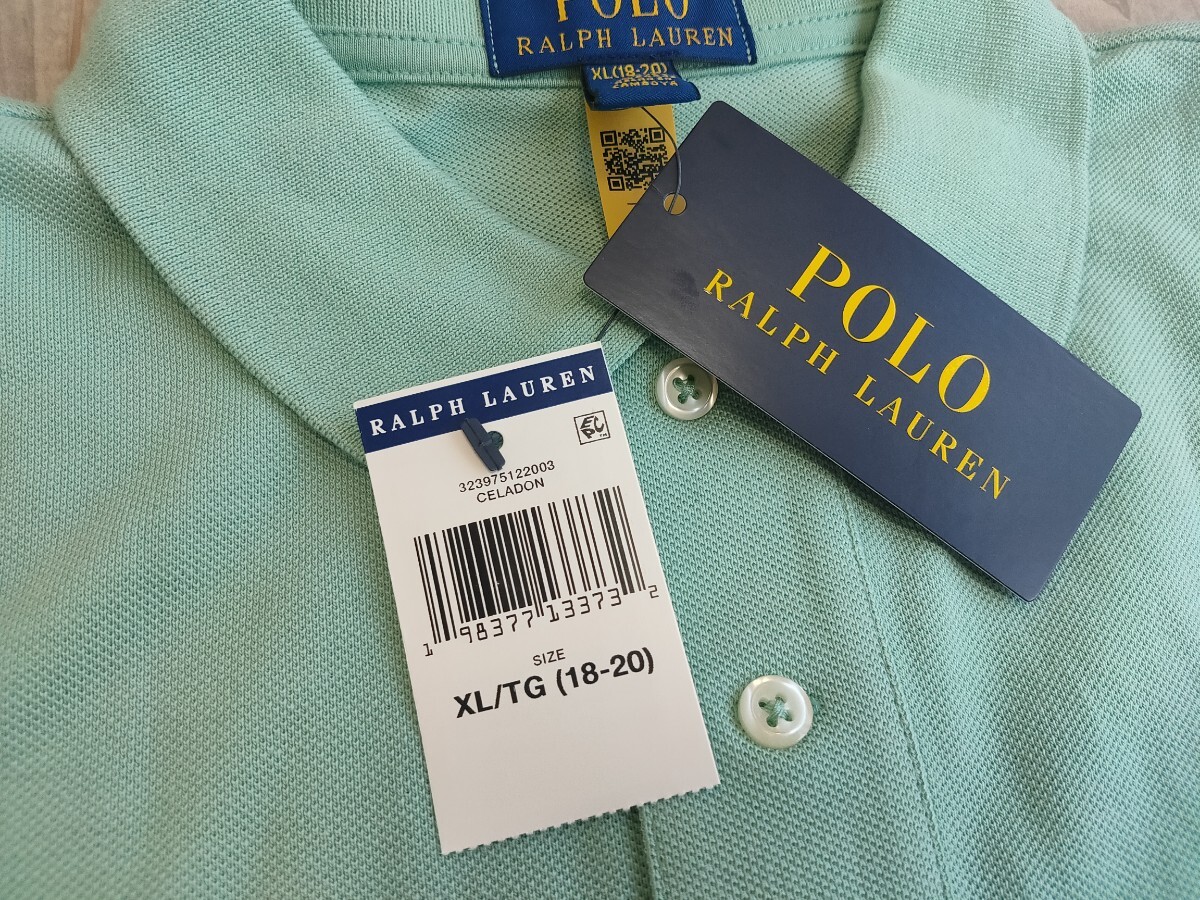 POLO
RALPH LAUREN
XL(18-20)
POLO
RALPH LAUREN
RALPH LAUREN
EPC™
323975122003
CELADON
1 98377 13373 2
SIZE
XL/TG (18-20)